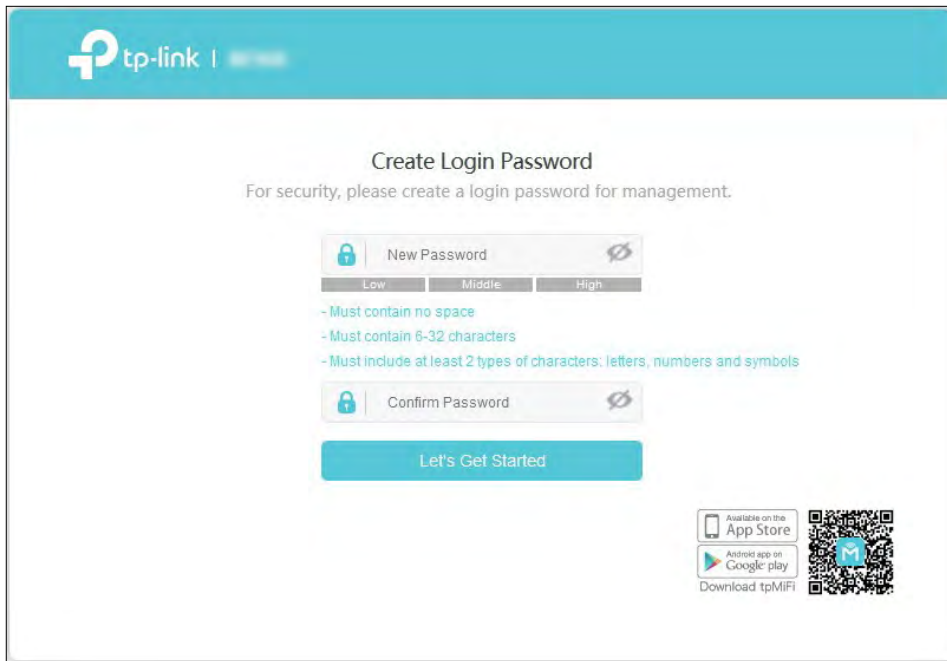 tp-link |
Create Login Password
For security, please create a login password for management.
New Password
Low Middle High
- Must contain no space
- Must contain 6-32 characters
- Must include at least 2 types of characters: letters, numbers and symbols
Confirm Password
Let's Get Started
Available on the
App Store
Android app on
Google play
Download tpMiFi